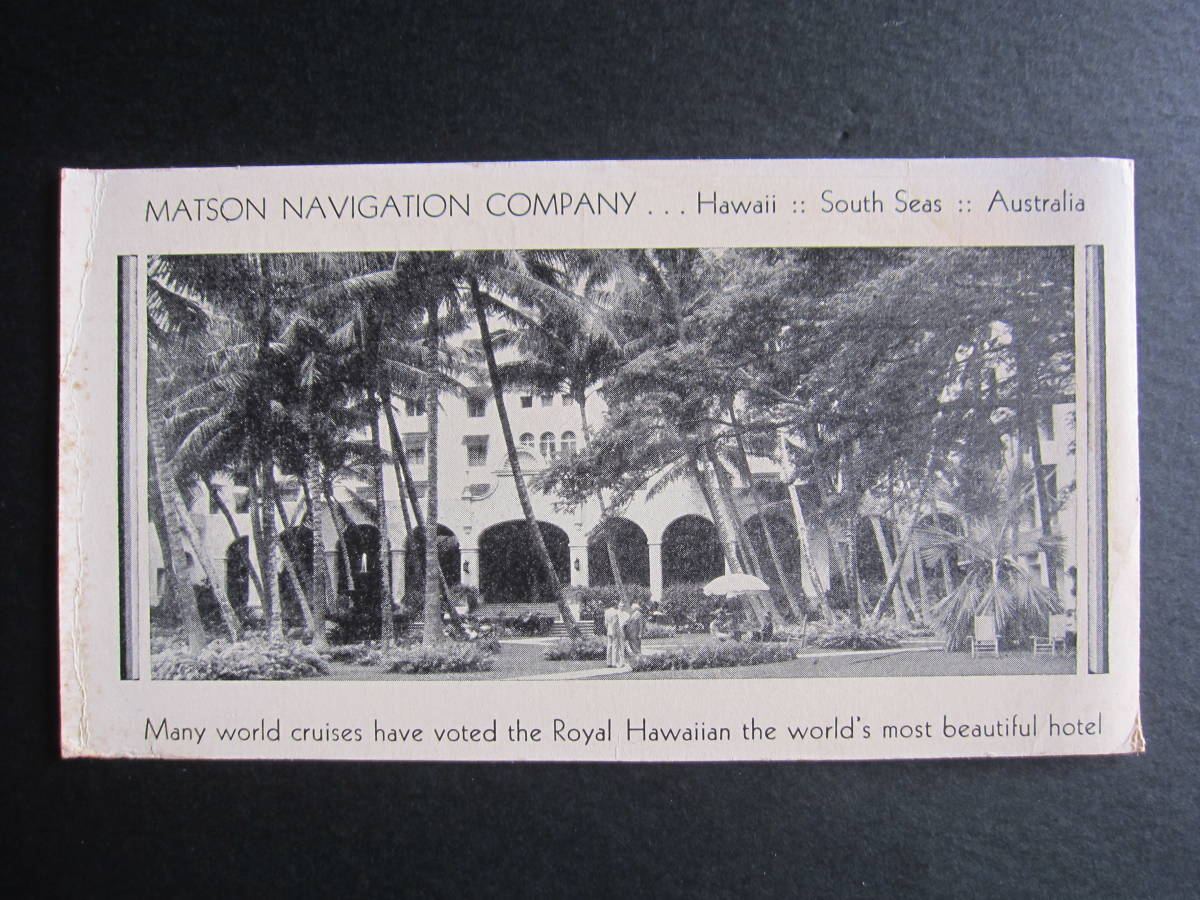 MATSON NAVIGATION COMPANY . . . Hawaii :: South Seas :: Australia
Many world cruises have voted the Royal Hawaiian the world's most beautiful hotel